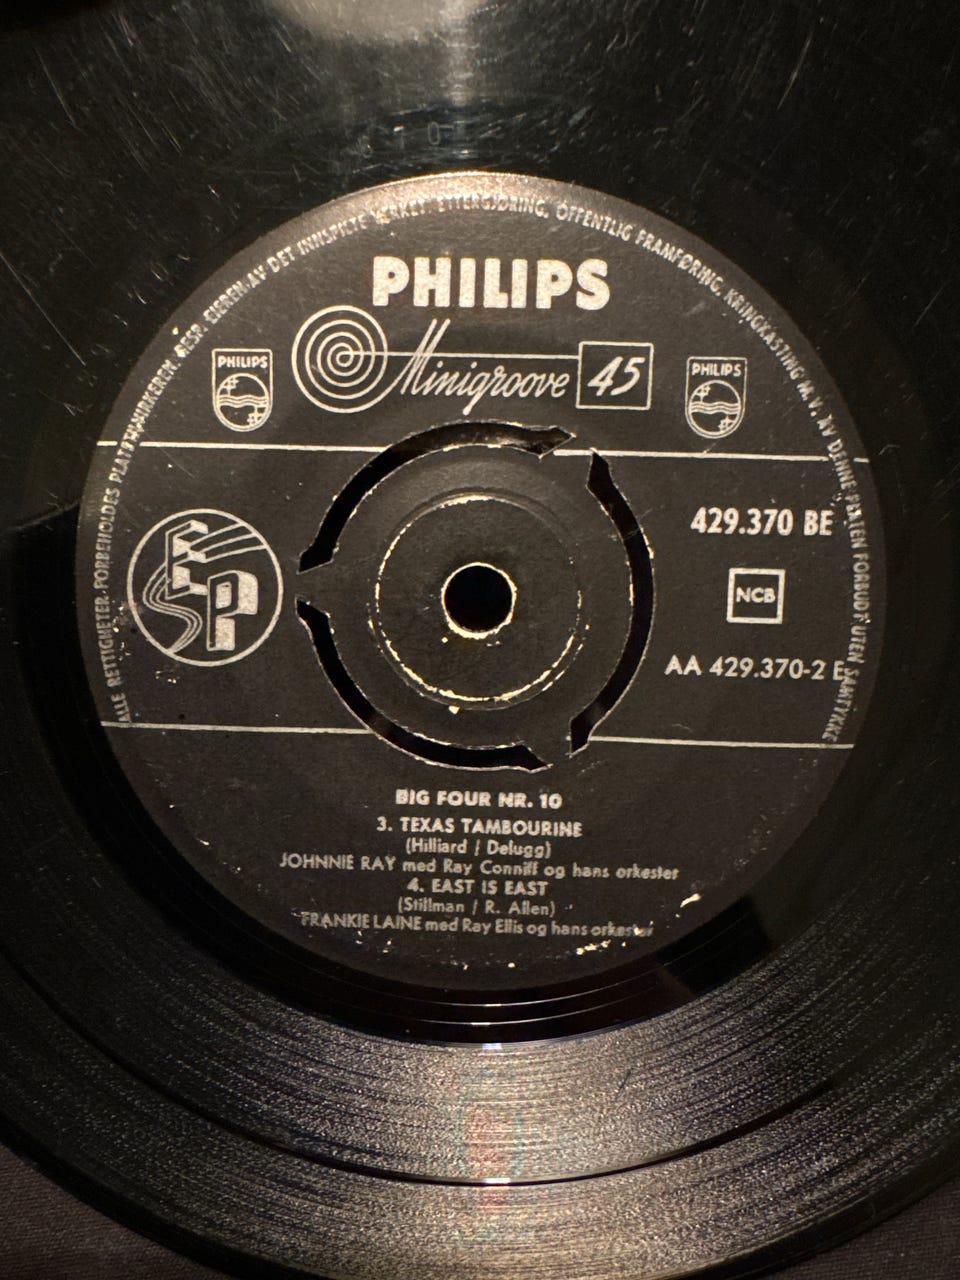 ALLE RETTIGHETER FORBEHOLDES PLATETILVIRKEREN, RESP. EIEREN AV DET INNSPILTE VERKET. ETTERGJØRING, OFFENTLIG FRAMFØRING, KRINGKASTING M.V. AV DENNE PLATEN FORBUDT UTEN SAMTYKKE
PHILIPS
Minigroove 45
PHILIPS
PHILIPS
ESP
429.370 BE
NCB
AA 429.370-2 E
BIG FOUR NR. 10
3. TEXAS TAMBOURINE
(Hilliard / Delugg)
JOHNNIE RAY med Ray Conniff og hans orkester
4. EAST IS EAST
(Stillman / R. Allen)
FRANKIE LAINE med Ray Ellis og hans orkester